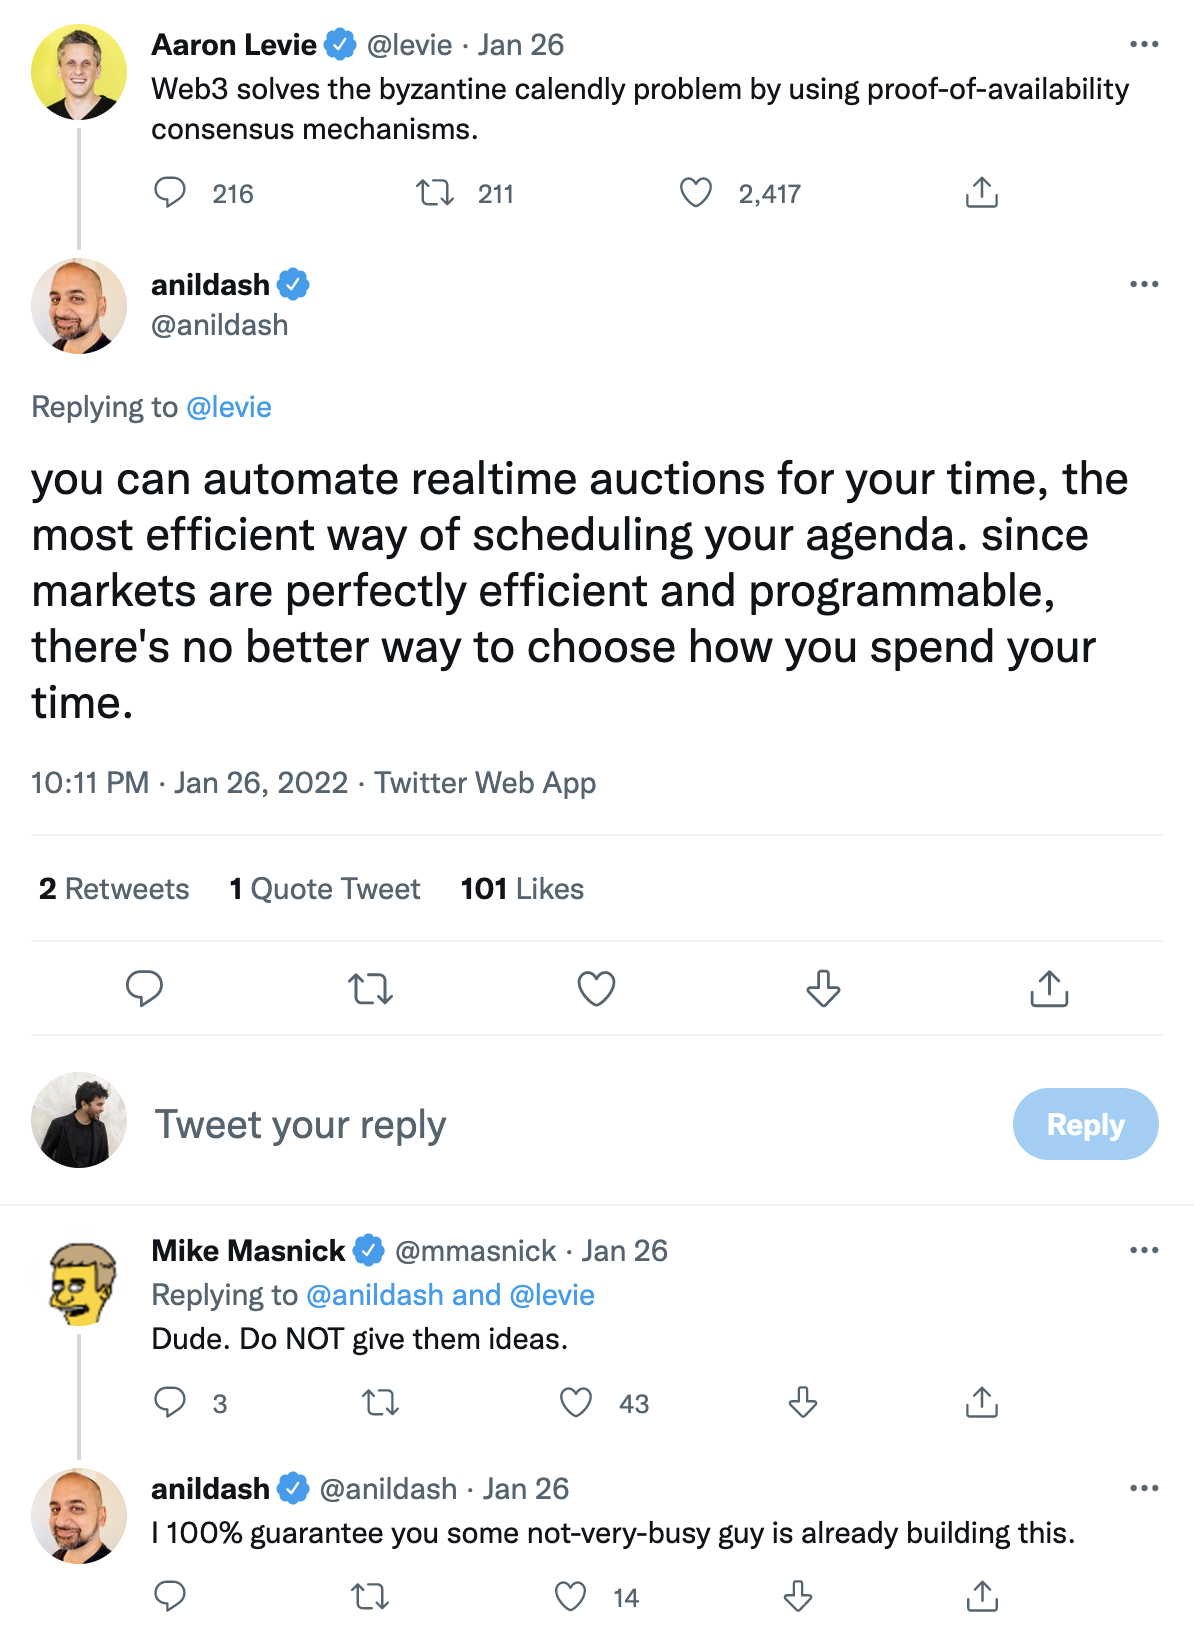 Aaron Levie @levie · Jan 26
Web3 solves the byzantine calendly problem by using proof-of-availability
consensus mechanisms.
216 211 2,417
anildash
@anildash
Replying to @levie
you can automate realtime auctions for your time, the
most efficient way of scheduling your agenda. since
markets are perfectly efficient and programmable,
there's no better way to choose how you spend your
time.
10:11 PM · Jan 26, 2022 · Twitter Web App
2 Retweets 1 Quote Tweet 101 Likes
Tweet your reply Reply
Mike Masnick @mmasnick · Jan 26
Replying to @anildash and @levie
Dude. Do NOT give them ideas.
3 43
anildash @anildash · Jan 26
I 100% guarantee you some not-very-busy guy is already building this.
14